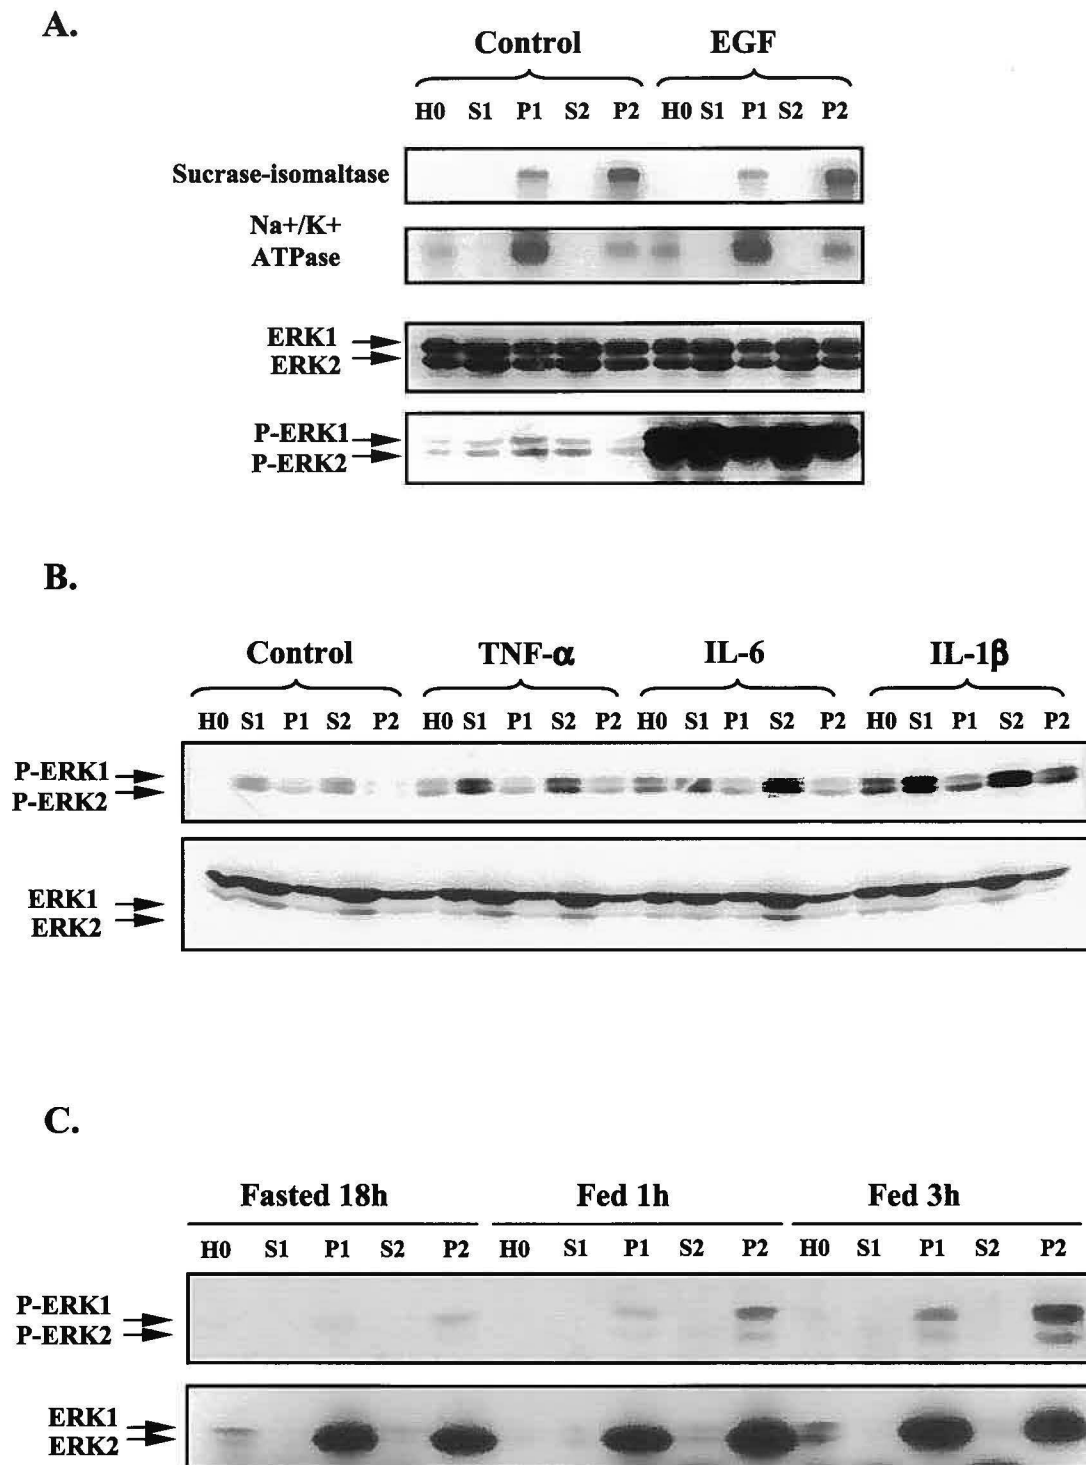 A.
Control EGF
H0 S1 P1 S2 P2 H0 S1 P1 S2 P2
Sucrase-isomaltase
Na+/K+
ATPase
ERK1
ERK2
P-ERK1
P-ERK2
B.
Control TNF-α IL-6 IL-1β
H0 S1 P1 S2 P2 H0 S1 P1 S2 P2 H0 S1 P1 S2 P2 H0 S1 P1 S2 P2
P-ERK1
P-ERK2
ERK1
ERK2
C.
Fasted 18h Fed 1h Fed 3h
H0 S1 P1 S2 P2 H0 S1 P1 S2 P2 H0 S1 P1 S2 P2
P-ERK1
P-ERK2
ERK1
ERK2